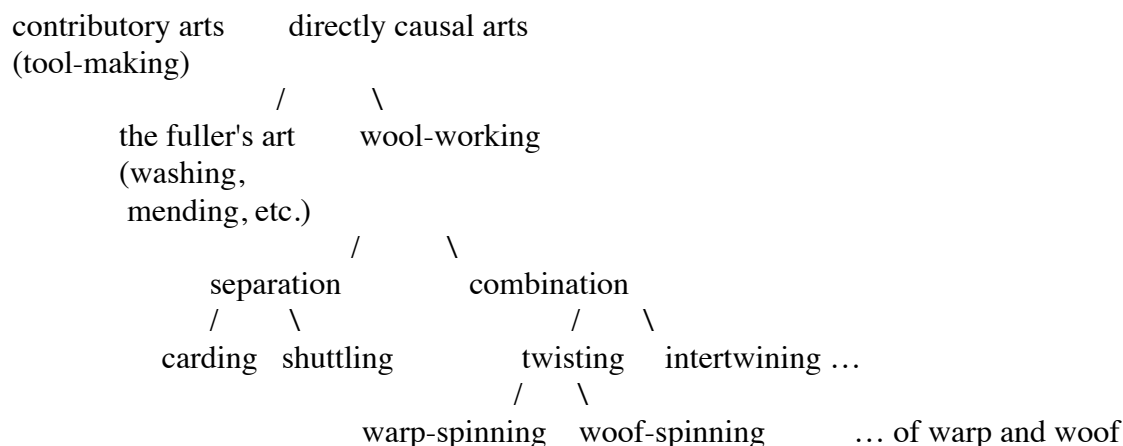 contributory arts directly causal arts
(tool-making)
/ \
the fuller's art wool-working
(washing,
mending, etc.)
/ \
separation combination
/ \ / \
carding shuttling twisting intertwining …
/ \
warp-spinning woof-spinning … of warp and woof